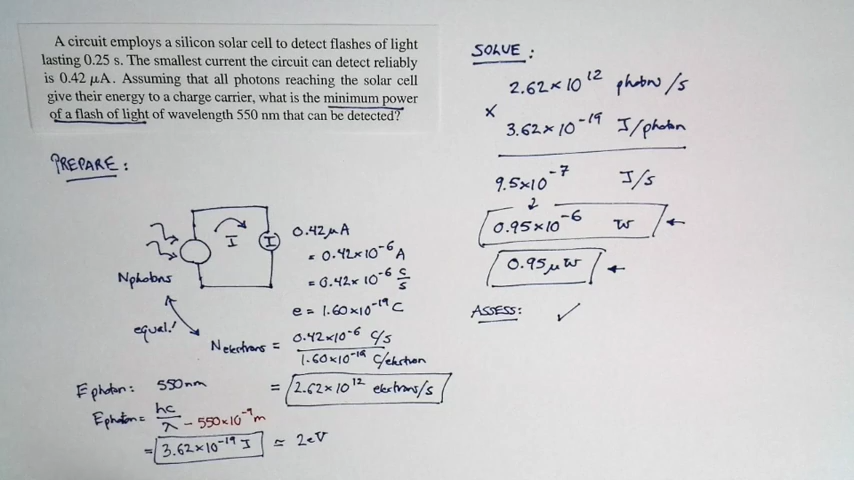 A circuit employs a silicon solar cell to detect flashes of light
lasting 0.25 s. The smallest current the circuit can detect reliably
is 0.42 μA. Assuming that all photons reaching the solar cell
give their energy to a charge carrier, what is the minimum power
of a flash of light of wavelength 550 nm that can be detected?
PREPARE:
I
I
0.42μA
= 0.42×10⁻⁶ A
= 0.42×10⁻⁶ C/s
e = 1.60×10⁻¹⁹ C
Nphotons
equal!
Nelectrons = 0.42×10⁻⁶ C/s / 1.60×10⁻¹⁹ C/electron
= 2.62×10¹² electrons/s
Ephoton: 550nm
Ephoton = hc/λ – 550×10⁻⁹ m
= 3.62×10⁻¹⁹ J ≃ 2eV
SOLVE:
2.62×10¹² photons/s
× 3.62×10⁻¹⁹ J/photon
9.5×10⁻⁷ J/s
0.95×10⁻⁶ W
0.95μW
ASSESS: ✓